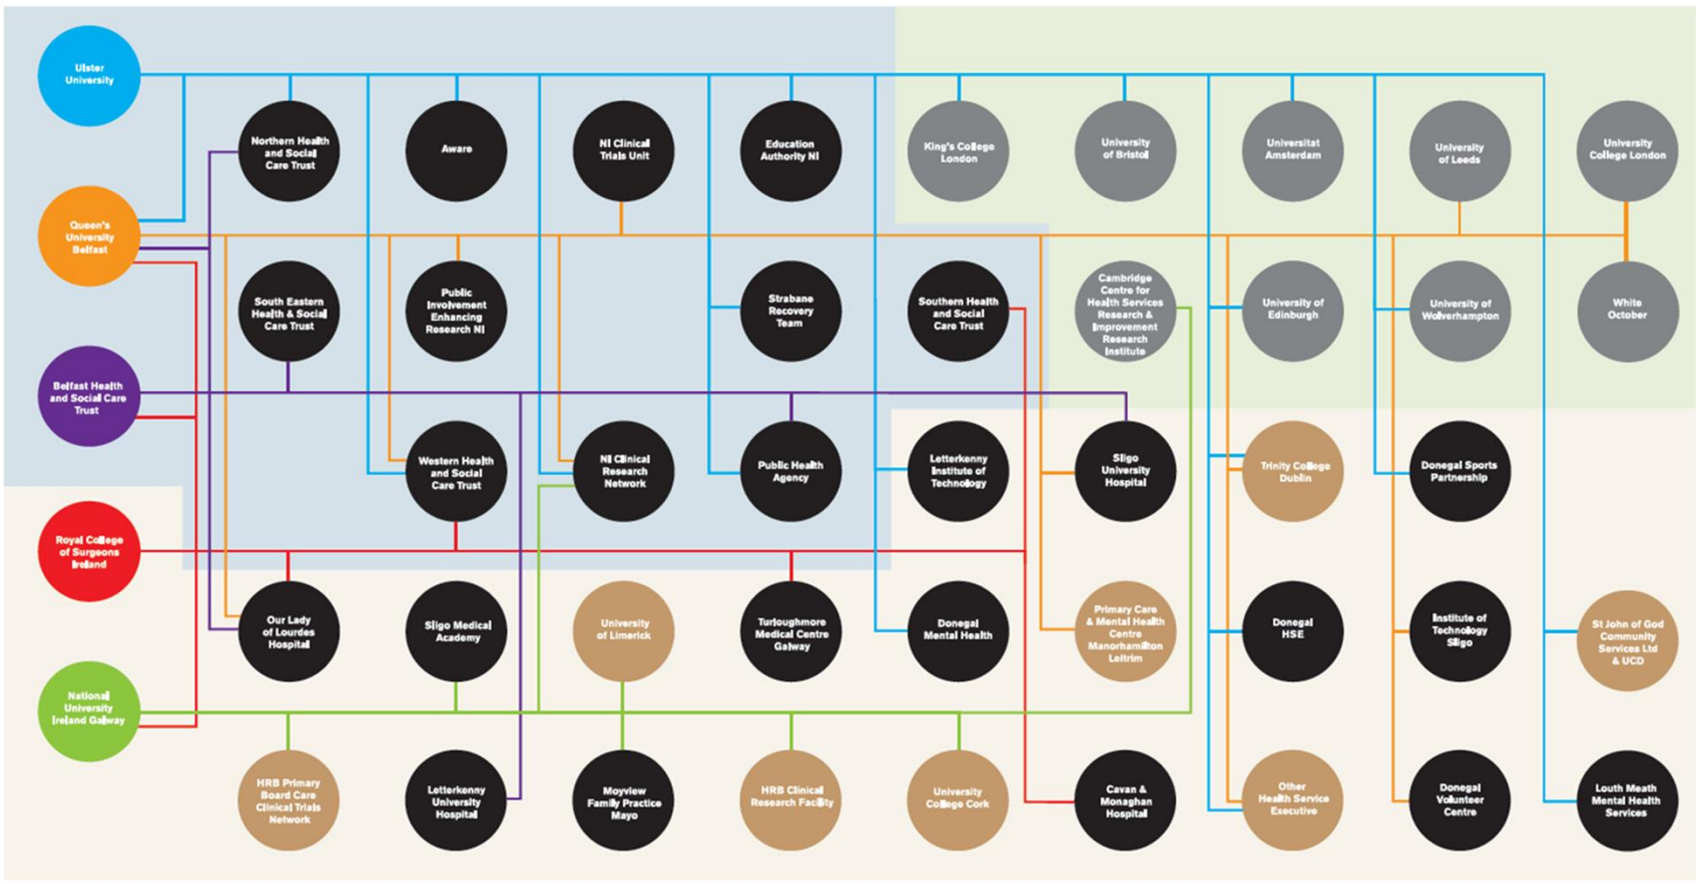 Ulster
University
Northern Health
and Social
Care Trust
Aware
NI Clinical
Trials Unit
Education
Authority NI
King's College
London
University
of Bristol
Universitat
Amsterdam
University
of Leeds
University
College London
Queen's
University
Belfast
South Eastern
Health & Social
Care Trust
Public
Involvement
Enhancing
Research NI
Strabane
Recovery
Team
Southern Health
and Social
Care Trust
Cambridge
Centre for
Health Services
Research &
Improvement
Research
Institute
University of
Edinburgh
University of
Wolverhampton
White
October
Belfast Health
and Social Care
Trust
Western Health
and Social
Care Trust
NI Clinical
Research
Network
Public Health
Agency
Letterkenny
Institute of
Technology
Sligo
University
Hospital
Trinity College
Dublin
Donegal Sports
Partnership
Royal College
of Surgeons
Ireland
Our Lady
of Lourdes
Hospital
Sligo Medical
Academy
University
of Limerick
Turloughmore
Medical Centre
Galway
Donegal
Mental Health
Primary Care
& Mental Health
Centre
Manorhamilton
Leitrim
Donegal
HSE
Institute of
Technology
Sligo
St John of God
Community
Services Ltd
& UCD
National
University
Ireland Galway
HRB Primary
Board Care
Clinical Trials
Network
Letterkenny
University
Hospital
Moyview
Family Practice
Mayo
HRB Clinical
Research Facility
University
College Cork
Cavan &
Monaghan
Hospital
Other
Health Service
Executive
Donegal
Volunteer
Centre
Louth Meath
Mental Health
Services